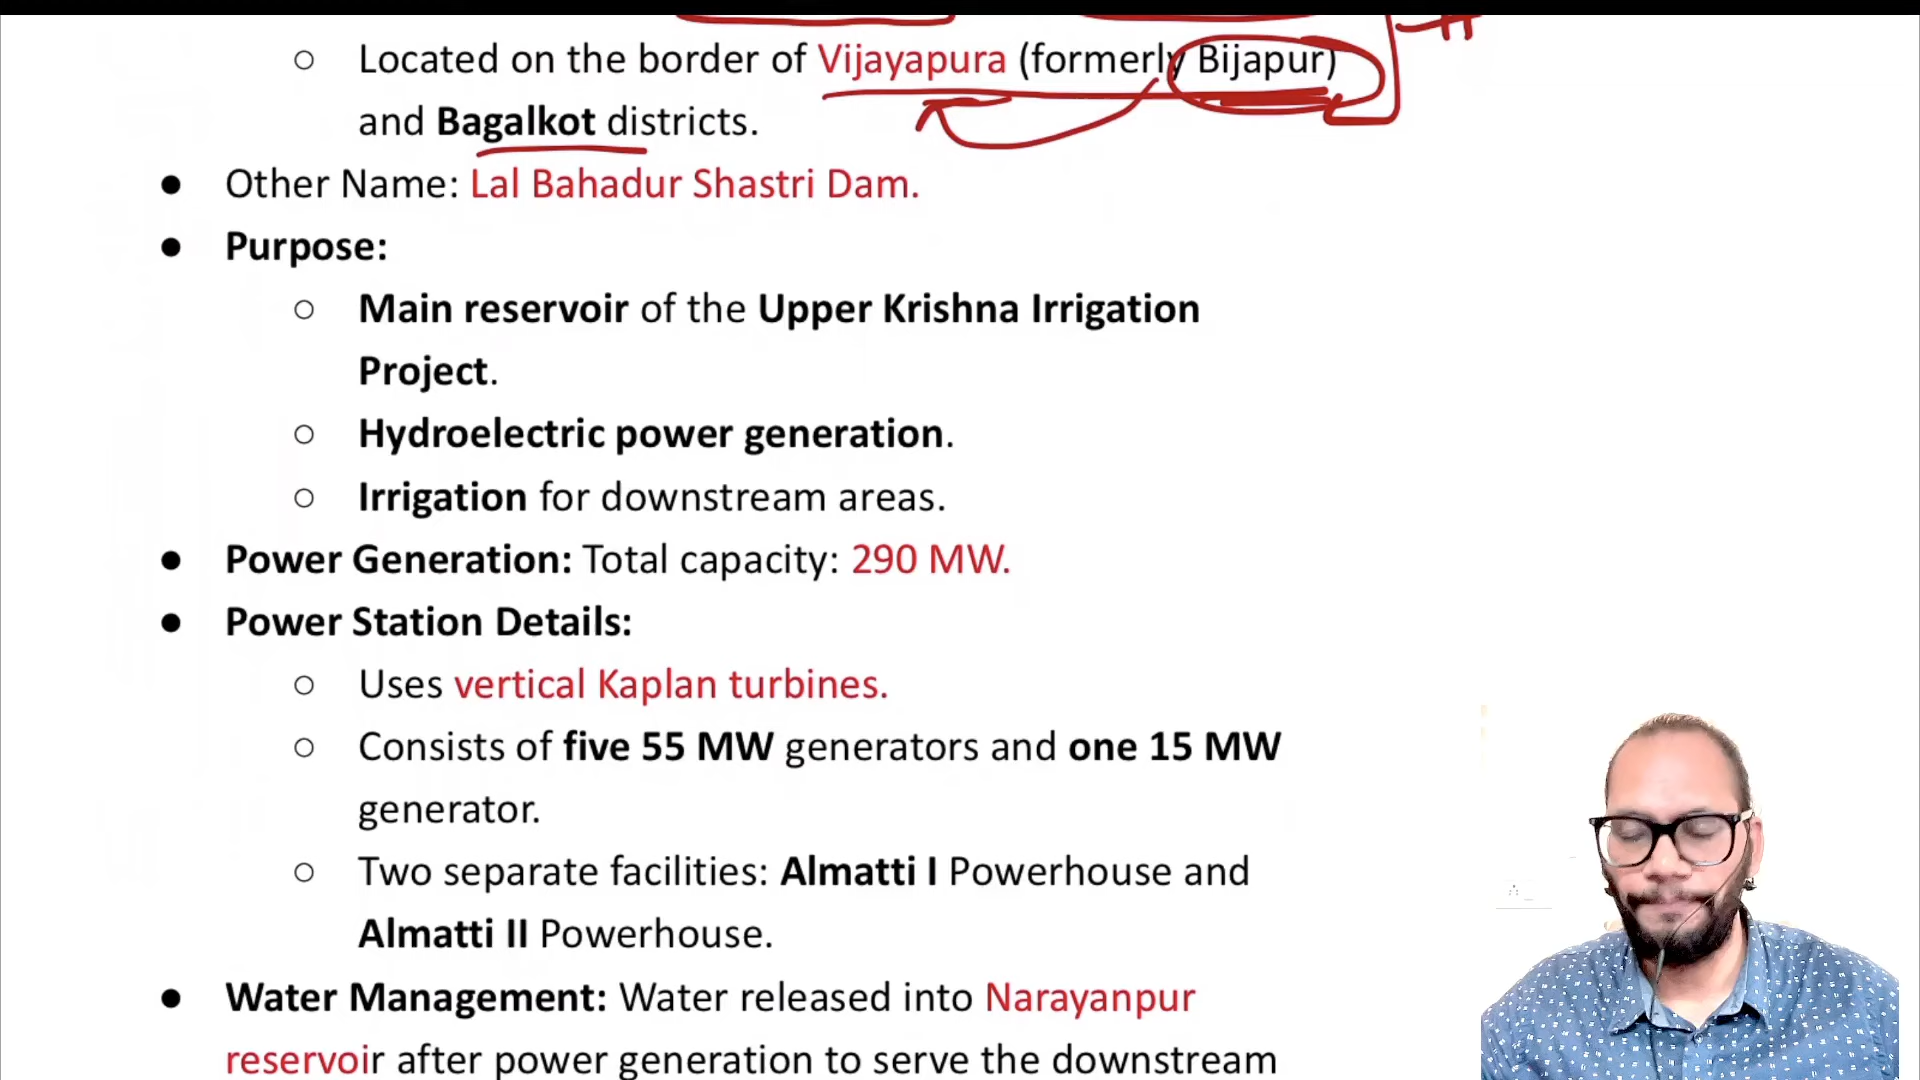 ○ Located on the border of Vijayapura (formerly Bijapur)
and Bagalkot districts.
● Other Name: Lal Bahadur Shastri Dam.
● Purpose:
○ Main reservoir of the Upper Krishna Irrigation
Project.
○ Hydroelectric power generation.
○ Irrigation for downstream areas.
● Power Generation: Total capacity: 290 MW.
● Power Station Details:
○ Uses vertical Kaplan turbines.
○ Consists of five 55 MW generators and one 15 MW
generator.
○ Two separate facilities: Almatti I Powerhouse and
Almatti II Powerhouse.
● Water Management: Water released into Narayanpur
reservoir after power generation to serve the downstream